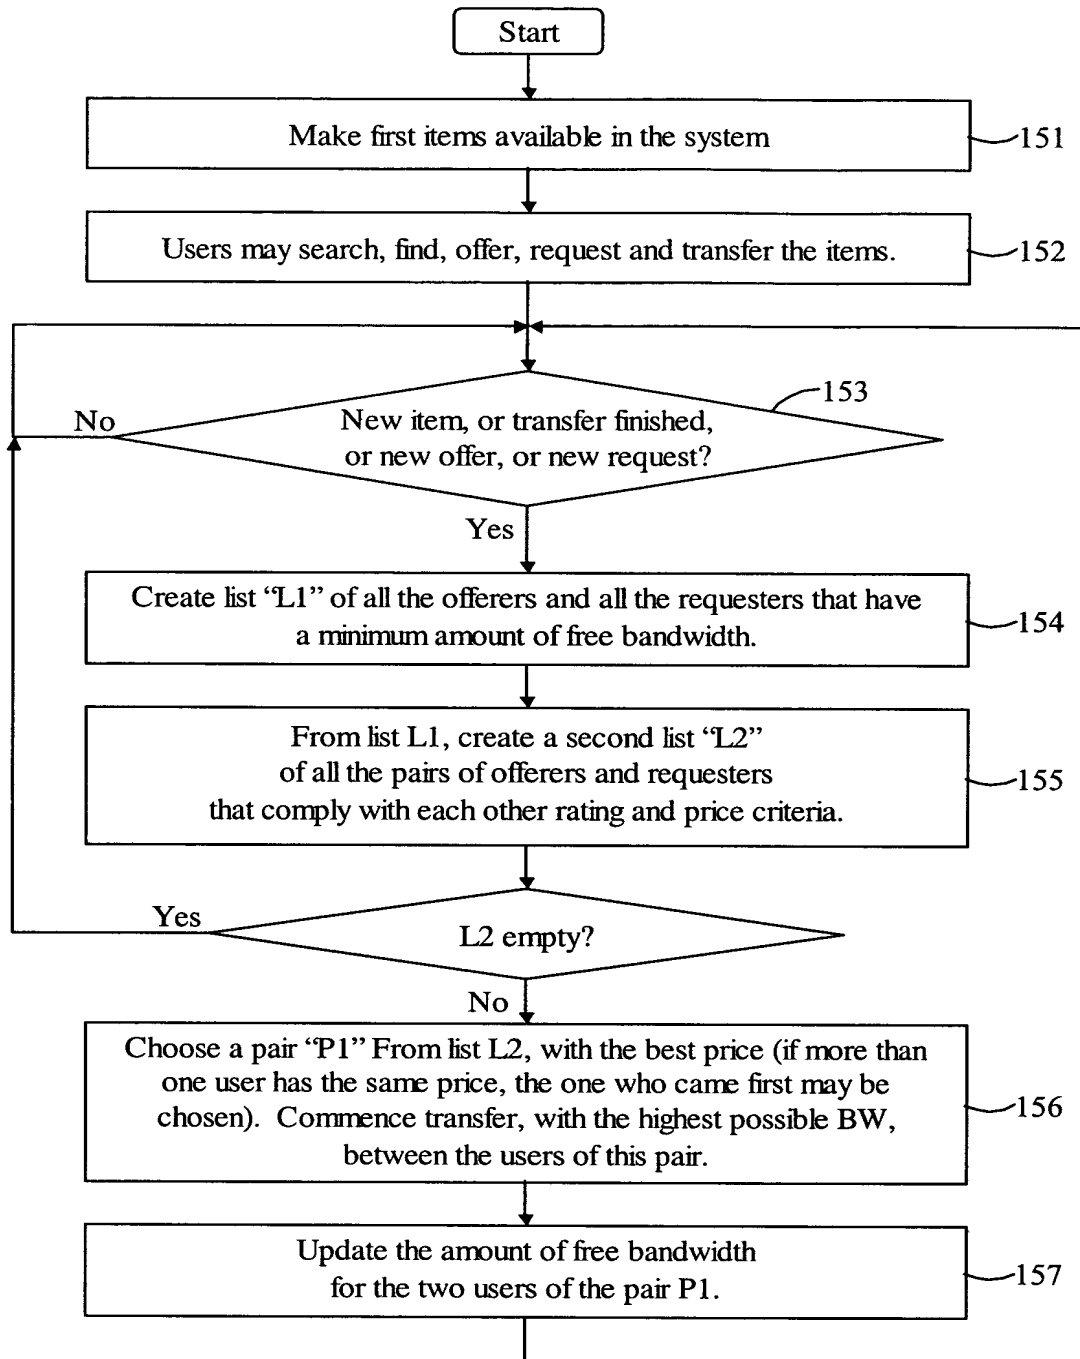 Start
Make first items available in the system
151
Users may search, find, offer, request and transfer the items.
152
153
No
New item, or transfer finished,
or new offer, or new request?
Yes
Create list “L1” of all the offerers and all the requesters that have
a minimum amount of free bandwidth.
154
From list L1, create a second list “L2”
of all the pairs of offerers and requesters
that comply with each other rating and price criteria.
155
Yes
L2 empty?
No
Choose a pair “P1” From list L2, with the best price (if more than
one user has the same price, the one who came first may be
chosen). Commence transfer, with the highest possible BW,
between the users of this pair.
156
Update the amount of free bandwidth
for the two users of the pair P1.
157